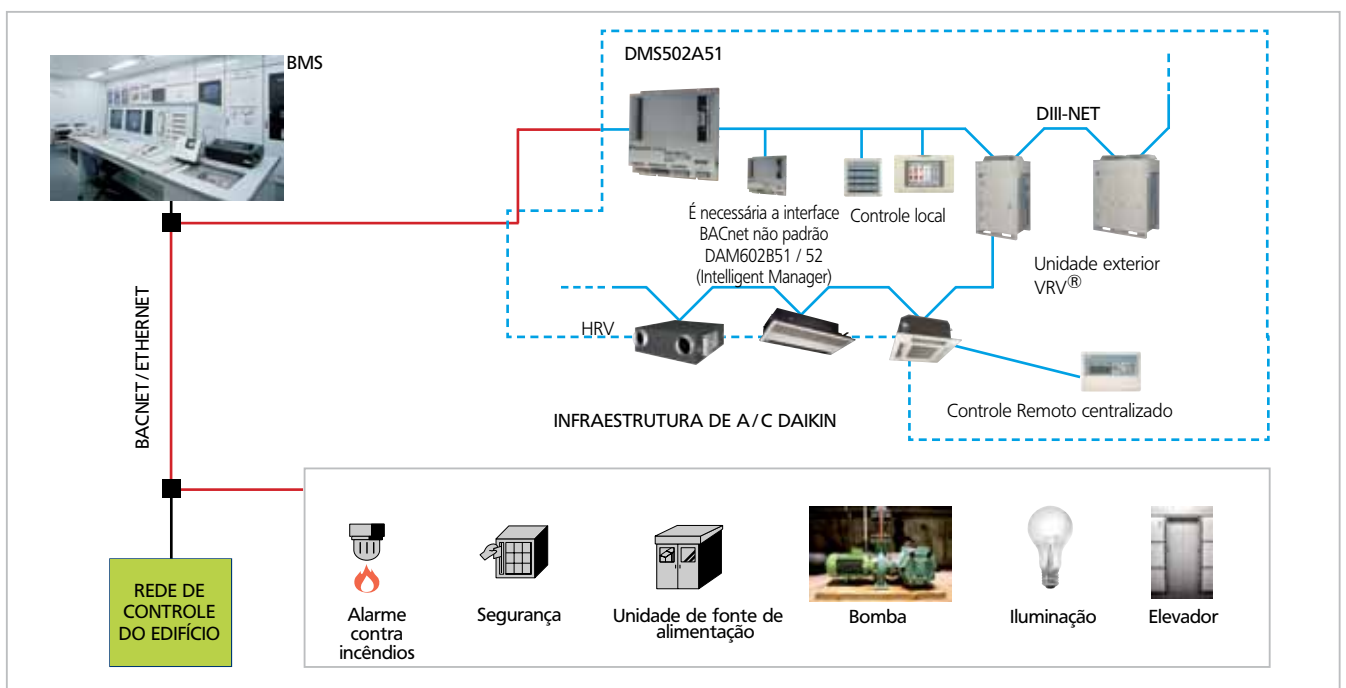 BMS
DMS502A51
DIII-NET
É necessária a interface
BACnet não padrão
DAM602B51 / 52
(Intelligent Manager)
Controle local
Unidade exterior
VRV®
HRV
Controle Remoto centralizado
INFRAESTRUTURA DE A/C DAIKIN
BACNET/ETHERNET
REDE DE
CONTROLE
DO EDIFÍCIO
Alarme
contra
incêndios
Segurança
Unidade de fonte de
alimentação
Bomba
Iluminação
Elevador